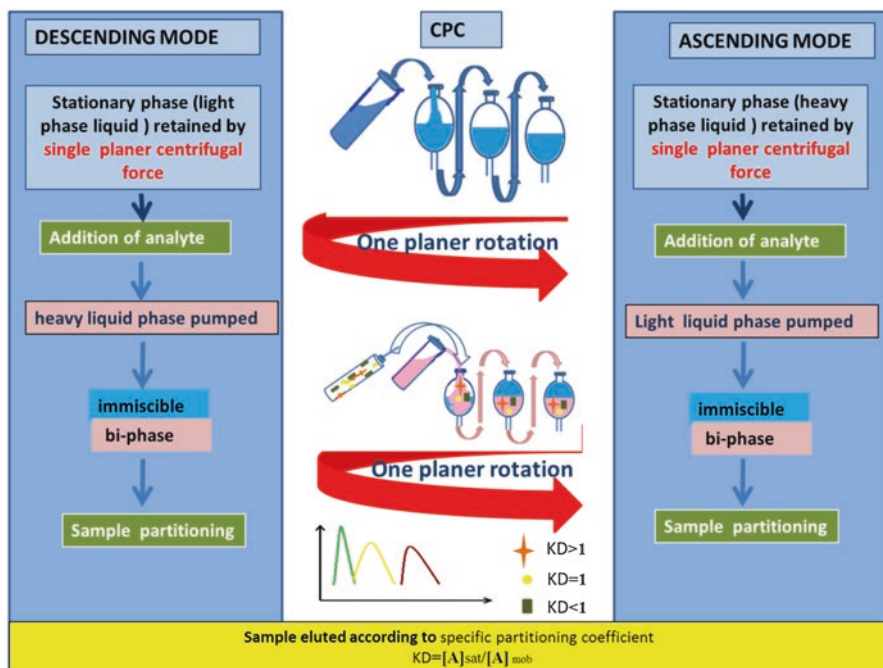 DESCENDING MODE
Stationary phase (light
phase liquid ) retained by
single planer centrifugal
force
Addition of analyte
heavy liquid phase pumped
immiscible
bi-phase
Sample partitioning
CPC
One planer rotation
One planer rotation
KD>1
KD=1
KD<1
ASCENDING MODE
Stationary phase (heavy
phase liquid ) retained by
single planer centrifugal
force
Addition of analyte
Light liquid phase pumped
immiscible
bi-phase
Sample partitioning
Sample eluted according to specific partitioning coefficient
KD=[A]sat/[A] mob